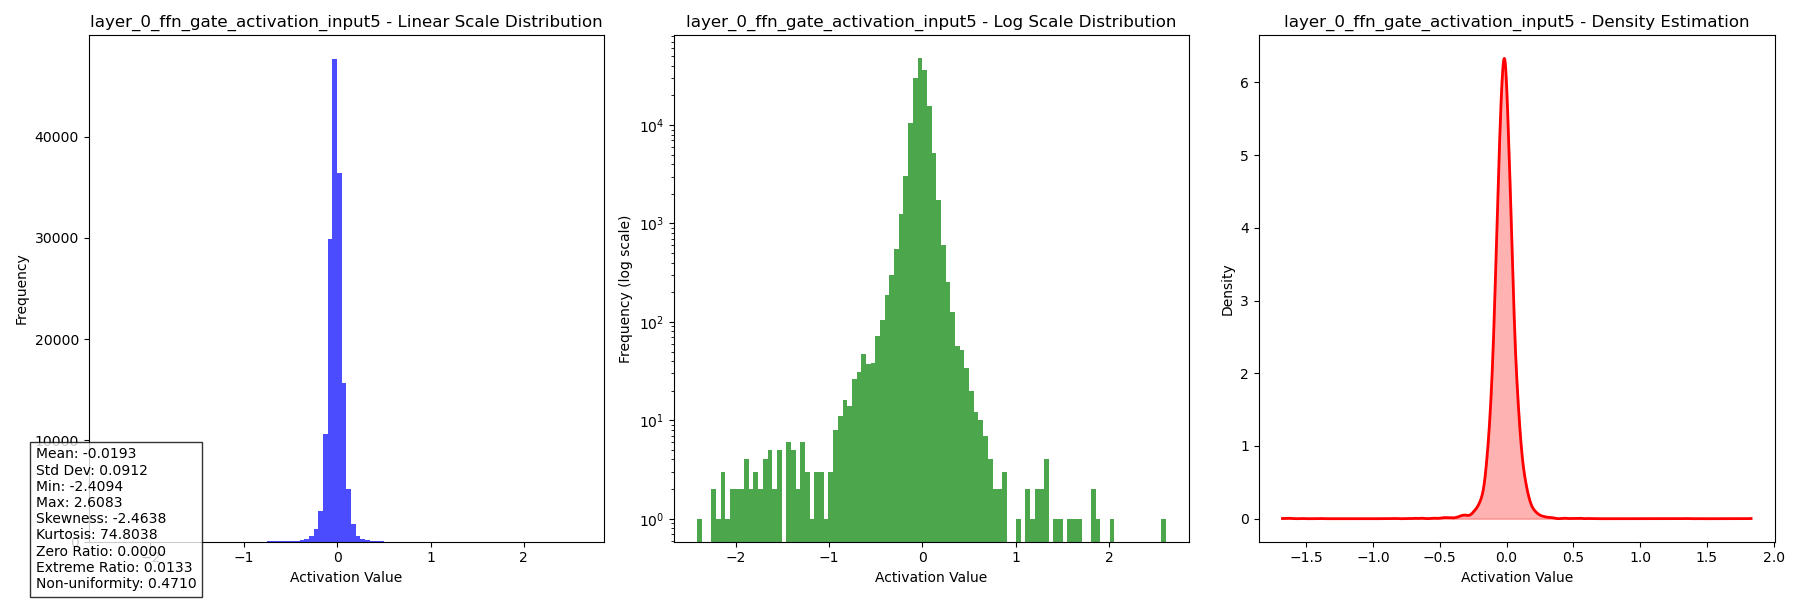 layer_0_ffn_gate_activation_input5 - Linear Scale Distribution
Frequency
40000
30000
20000
10000
−1
0
1
2
Activation Value
Mean: -0.0193
Std Dev: 0.0912
Min: -2.4094
Max: 2.6083
Skewness: -2.4638
Kurtosis: 74.8038
Zero Ratio: 0.0000
Extreme Ratio: 0.0133
Non-uniformity: 0.4710
layer_0_ffn_gate_activation_input5 - Log Scale Distribution
Frequency (log scale)
10⁴
10³
10²
10¹
10⁰
−2
−1
0
1
2
Activation Value
layer_0_ffn_gate_activation_input5 - Density Estimation
Density
6
5
4
3
2
1
0
−1.5
−1.0
−0.5
0.0
0.5
1.0
1.5
2.0
Activation Value